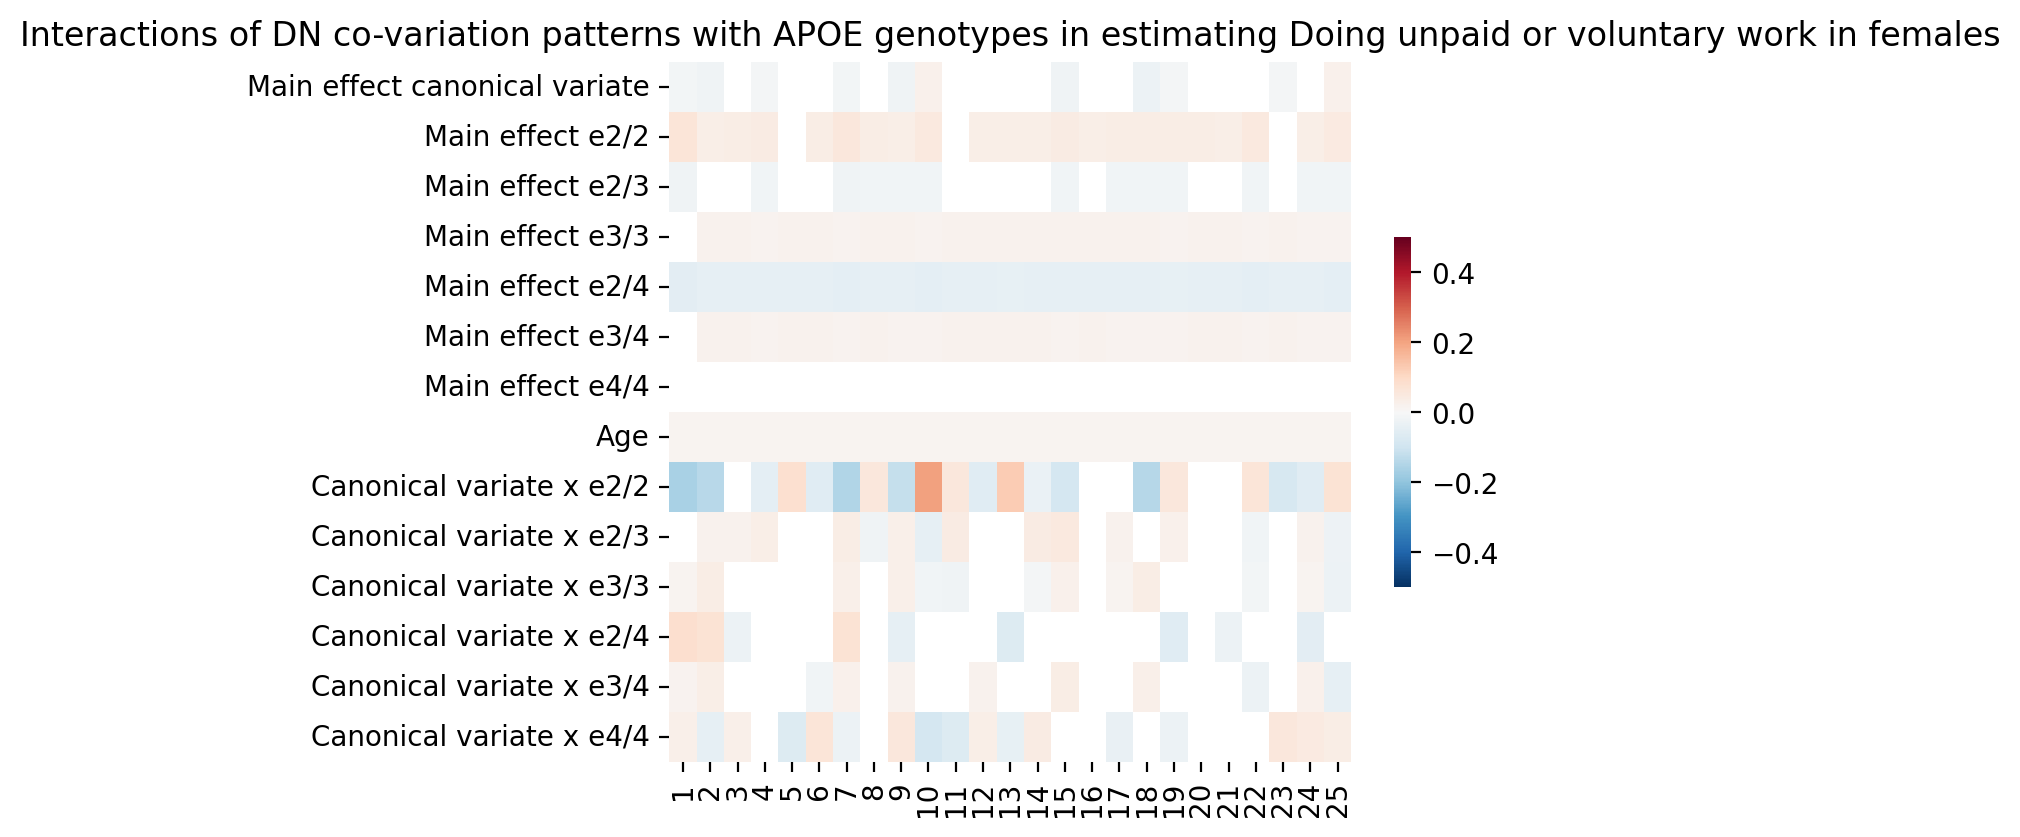 Interactions of DN co-variation patterns with APOE genotypes in estimating Doing unpaid or voluntary work in females
Main effect canonical variate
Main effect e2/2
Main effect e2/3
Main effect e3/3
Main effect e2/4
Main effect e3/4
Main effect e4/4
Age
Canonical variate x e2/2
Canonical variate x e2/3
Canonical variate x e3/3
Canonical variate x e2/4
Canonical variate x e3/4
Canonical variate x e4/4
1 2 3 4 5 6 7 8 9 10 11 12 13 14 15 16 17 18 19 20 21 22 23 24 25
0.4
0.2
0.0
−0.2
−0.4